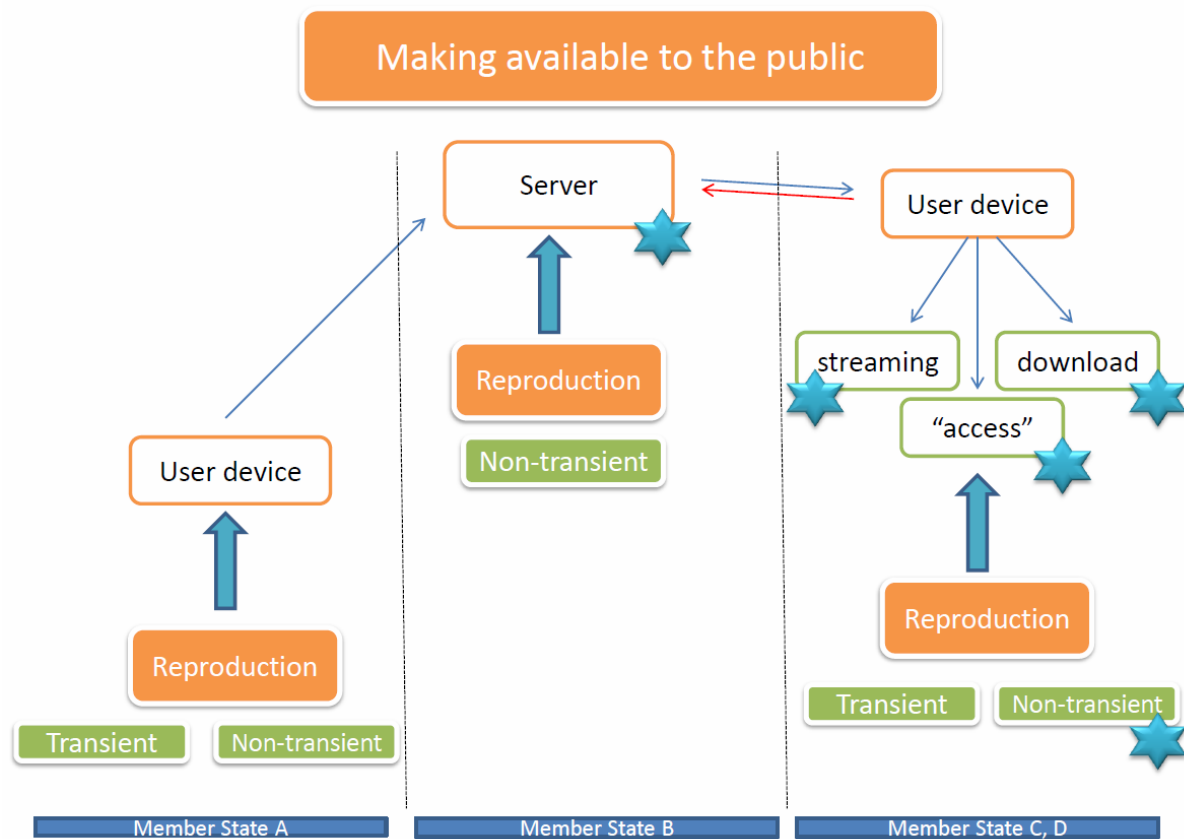 Making available to the public
Server
User device
streaming
download
“access”
Reproduction
Non-transient
User device
Reproduction
Reproduction
Transient
Non-transient
Transient
Non-transient
Member State A
Member State B
Member State C, D